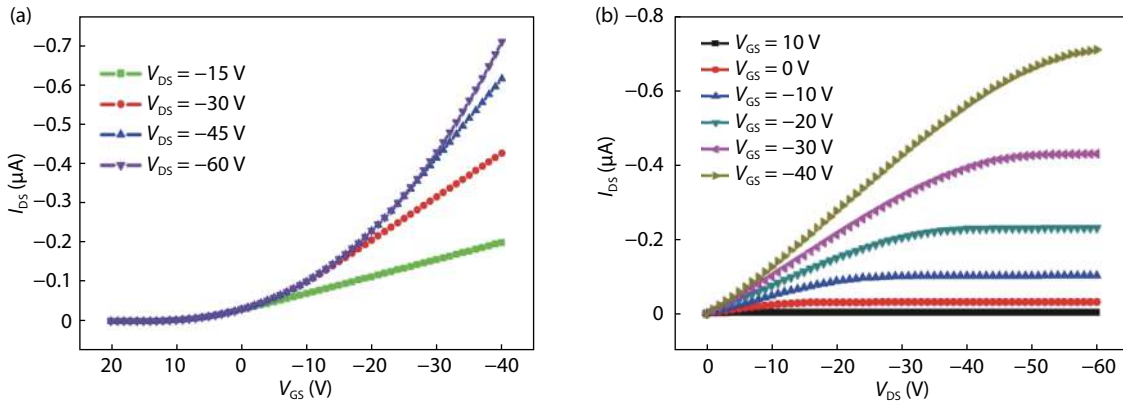 (a)
−0.7
−0.6
−0.5
−0.4
−0.3
−0.2
−0.1
0
I_DS (μA)
V_DS = −15 V
V_DS = −30 V
V_DS = −45 V
V_DS = −60 V
20 10 0 −10 −20 −30 −40
V_GS (V)
(b)
−0.8
−0.6
−0.4
−0.2
0
I_DS (μA)
V_GS = 10 V
V_GS = 0 V
V_GS = −10 V
V_GS = −20 V
V_GS = −30 V
V_GS = −40 V
0 −10 −20 −30 −40 −50 −60
V_DS (V)